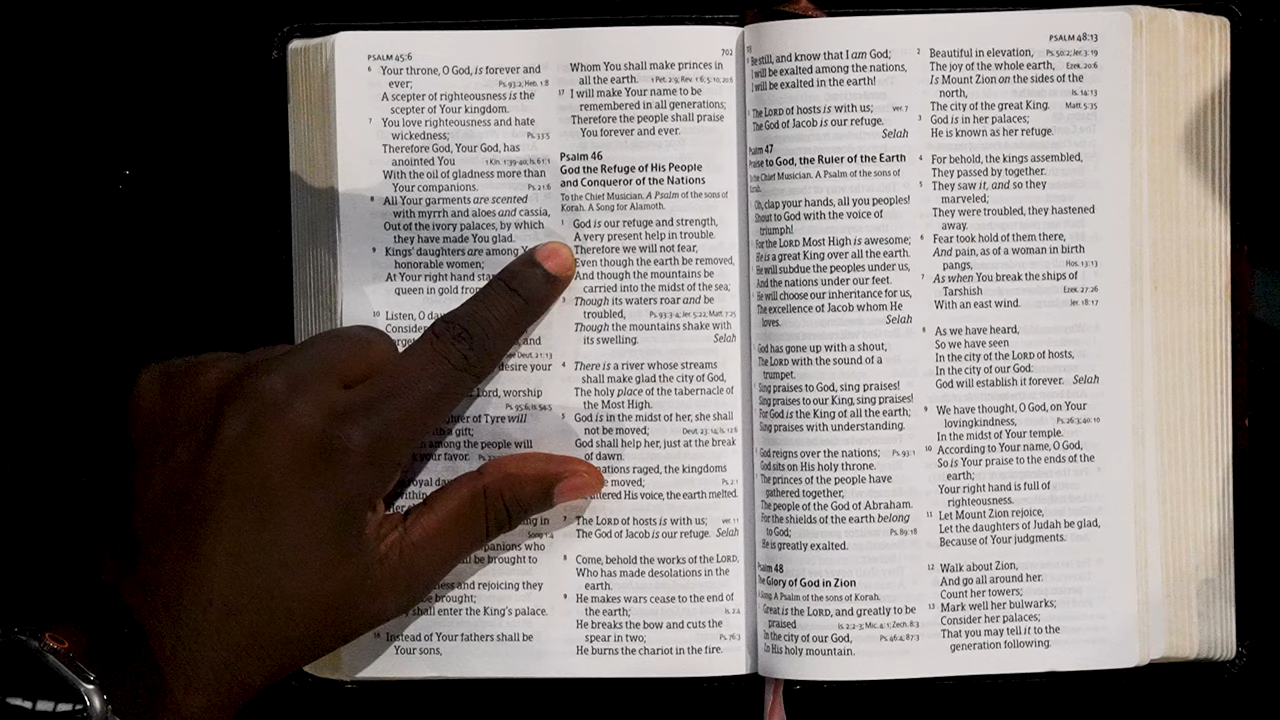 PSALM 45:6
6 Your throne, O God, is forever and
ever; Ps. 93:2; Heb. 1:8
A scepter of righteousness is the
scepter of Your kingdom.
7 You love righteousness and hate
wickedness; Ps. 33:5
Therefore God, Your God, has
anointed You 1 Kin. 1:39-40; Is. 61:1
With the oil of gladness more than
Your companions. Ps. 21:6
8 All Your garments are scented
with myrrh and aloes and cassia,
Out of the ivory palaces, by which
they have made You glad.
9 Kings' daughters are among
honorable women;
At Your right hand
queen in gold
10 Listen, O
and
See Deut. 21:13
desire your
Lord, worship
Ps. 95:6; Is. 54:5
of Tyre will
a gift;
among the people will
your favor.
royal
in
Song 1:4
who
be brought to
and rejoicing they
be brought;
shall enter the King's palace.
16 Instead of Your fathers shall be
Your sons,
702
Whom You shall make princes in
all the earth. 1 Pet. 2:9; Rev. 1:6; 5:10; 20:6
17 I will make Your name to be
remembered in all generations;
Therefore the people shall praise
You forever and ever.
Psalm 46
God the Refuge of His People
and Conqueror of the Nations
To the Chief Musician. A Psalm of the sons of
Korah. A Song for Alamoth.
1 God is our refuge and strength,
A very present help in trouble.
Therefore we will not fear,
Even though the earth be removed,
And though the mountains be
carried into the midst of the sea;
3 Though its waters roar and be
troubled, Ps. 93:3-4; Jer. 5:22; Matt. 7:25
Though the mountains shake with
its swelling. Selah
4 There is a river whose streams
shall make glad the city of God,
The holy place of the tabernacle of
the Most High.
5 God is in the midst of her, she shall
not be moved; Deut. 23:14; Is. 12:6
God shall help her, just at the break
of dawn.
nations raged, the kingdoms
moved; Ps. 2:1
His voice, the earth melted.
7 The LORD of hosts is with us; ver. 11
The God of Jacob is our refuge. Selah
8 Come, behold the works of the LORD,
Who has made desolations in the
earth.
9 He makes wars cease to the end of
the earth; Is. 2:4
He breaks the bow and cuts the
spear in two; Ps. 76:3
He burns the chariot in the fire.
still, and know that I am God;
I will be exalted among the nations,
I will be exalted in the earth!
The LORD of hosts is with us; ver. 7
The God of Jacob is our refuge.
Selah
Psalm 47
Praise to God, the Ruler of the Earth
To the Chief Musician. A Psalm of the sons of
Korah.
Oh, clap your hands, all you peoples!
Shout to God with the voice of
triumph!
For the LORD Most High is awesome;
He is a great King over all the earth.
He will subdue the peoples under us,
And the nations under our feet.
He will choose our inheritance for us,
The excellence of Jacob whom He
loves. Selah
God has gone up with a shout,
The LORD with the sound of a
trumpet.
Sing praises to God, sing praises!
Sing praises to our King, sing praises!
For God is the King of all the earth;
Sing praises with understanding.
God reigns over the nations; Ps. 93:1
God sits on His holy throne.
The princes of the people have
gathered together,
The people of the God of Abraham.
For the shields of the earth belong
to God; Ps. 89:18
He is greatly exalted.
Psalm 48
The Glory of God in Zion
A Song. A Psalm of the sons of Korah.
Great is the LORD, and greatly to be
praised Is. 2:2-3; Mic. 4:1; Zech. 8:3
In the city of our God, Ps. 46:4; 87:3
In His holy mountain.
PSALM 48:13
2 Beautiful in elevation, Ps. 50:2; Jer. 3:19
The joy of the whole earth, Ezek. 20:6
Is Mount Zion on the sides of the
north, Is. 14:13
The city of the great King. Matt. 5:35
3 God is in her palaces;
He is known as her refuge.
4 For behold, the kings assembled,
They passed by together.
5 They saw it, and so they
marveled;
They were troubled, they hastened
away.
6 Fear took hold of them there,
And pain, as of a woman in birth
pangs, Hos. 13:13
7 As when You break the ships of
Tarshish Ezek. 27:26
With an east wind. Jer. 18:17
8 As we have heard,
So we have seen
In the city of the LORD of hosts,
In the city of our God:
God will establish it forever. Selah
9 We have thought, O God, on Your
lovingkindness, Ps. 26:3; 40:10
In the midst of Your temple.
10 According to Your name, O God,
So is Your praise to the ends of the
earth;
Your right hand is full of
righteousness.
11 Let Mount Zion rejoice,
Let the daughters of Judah be glad,
Because of Your judgments.
12 Walk about Zion,
And go all around her.
Count her towers;
13 Mark well her bulwarks;
Consider her palaces;
That you may tell it to the
generation following.